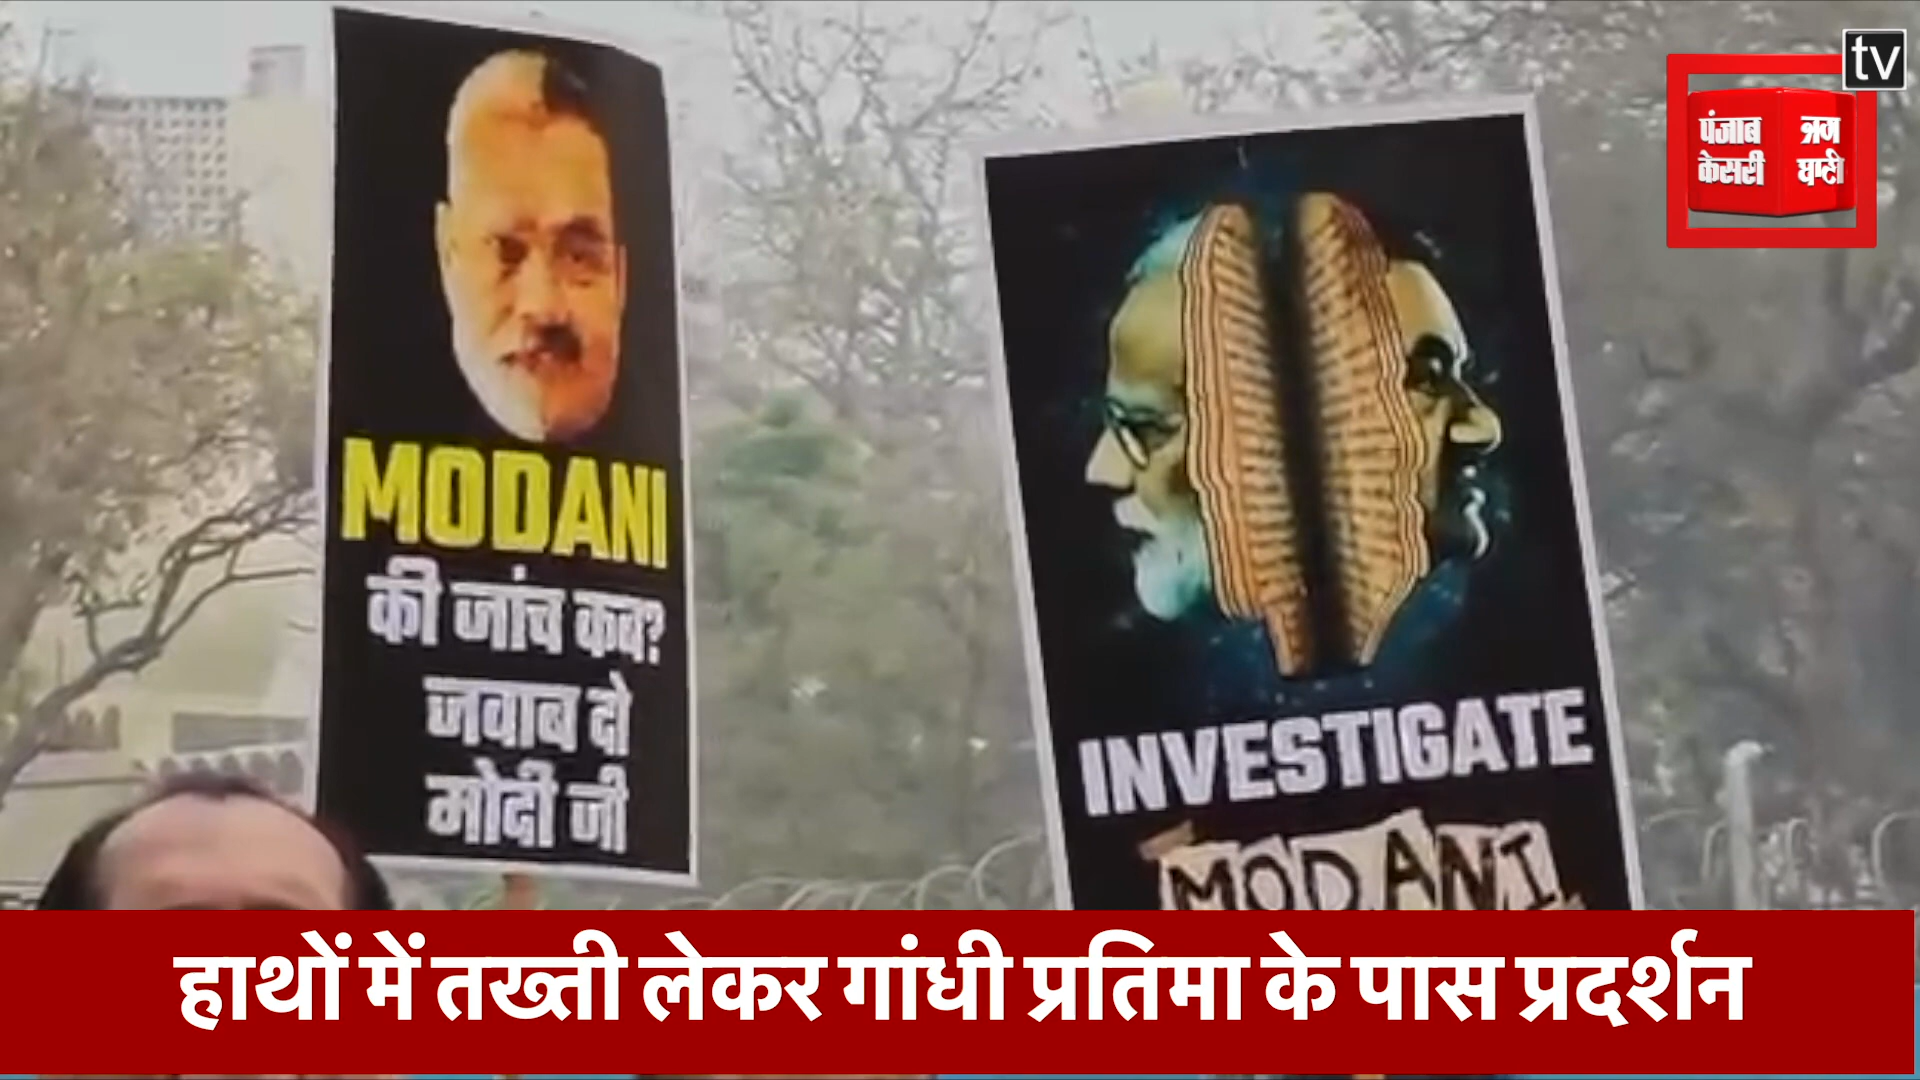 tv
पंजाब
केसरी
जग
बाणी
MODANI
की जांच कब?
जवाब दो
मोदी जी
INVESTIGATE
MODANI
हाथों में तख्ती लेकर गांधी प्रतिमा के पास प्रदर्शन